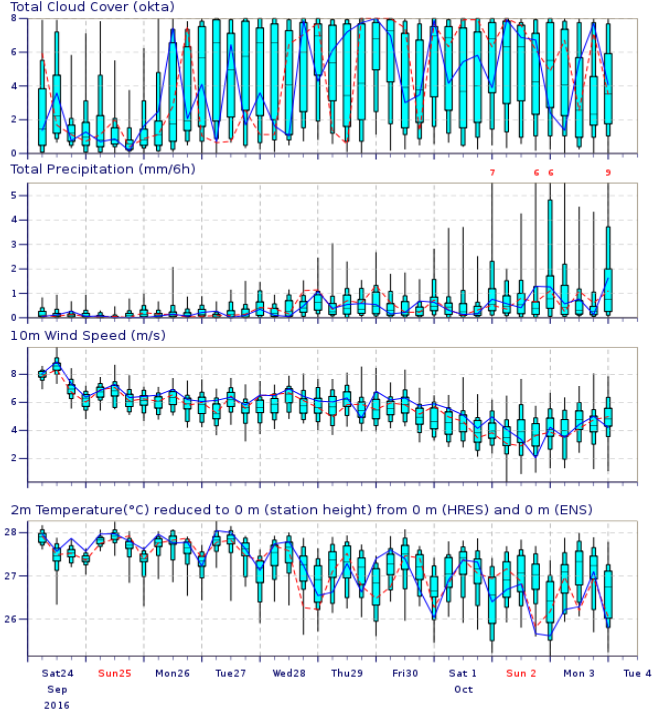 Total Cloud Cover (okta)
8
6
4
2
0
Total Precipitation (mm/6h)
7 6 6 9
5
4
3
2
1
0
10m Wind Speed (m/s)
8
6
4
2
2m Temperature(°C) reduced to 0 m (station height) from 0 m (HRES) and 0 m (ENS)
28
27
26
Sat24 Sun25 Mon26 Tue27 Wed28 Thu29 Fri30 Sat 1 Sun 2 Mon 3 Tue 4
Sep Oct
2016